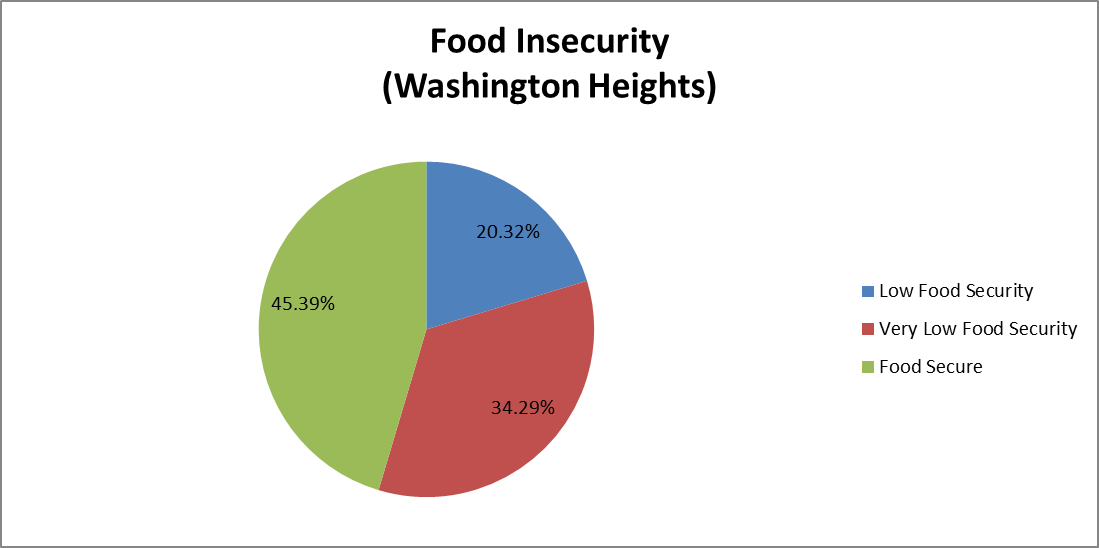 Food Insecurity
(Washington Heights)
20.32%
45.39%
34.29%
Low Food Security
Very Low Food Security
Food Secure